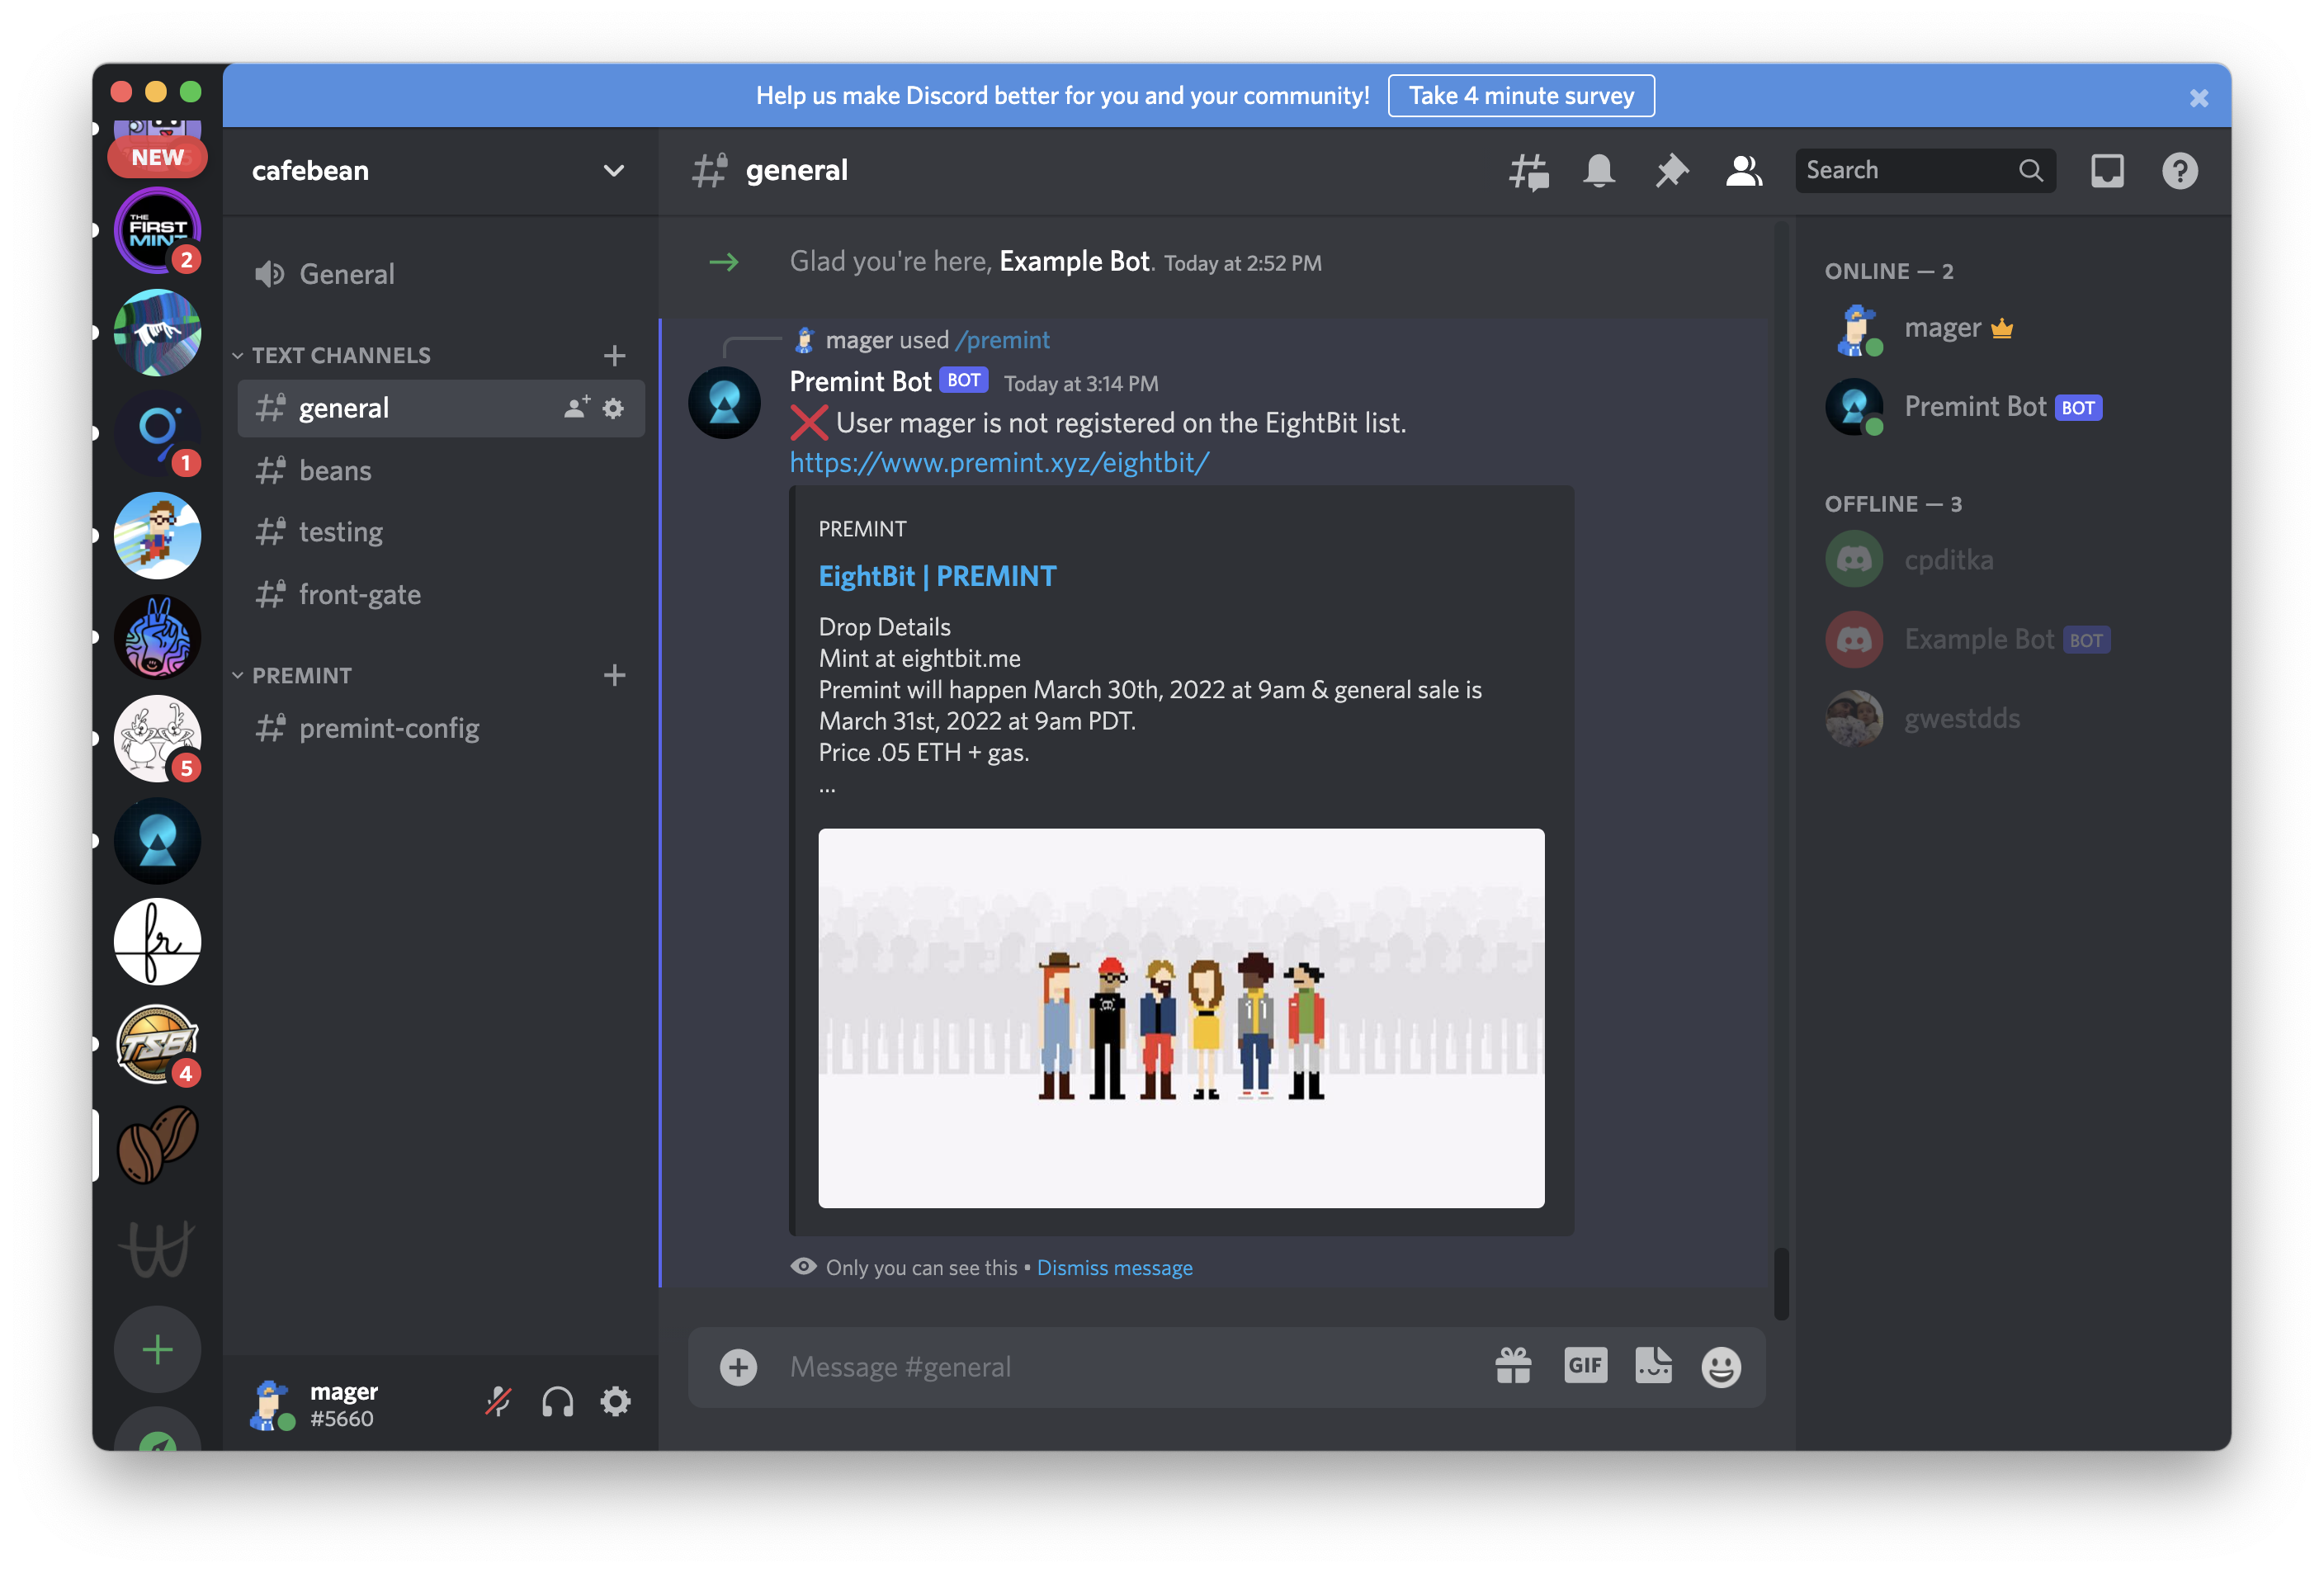 Help us make Discord better for you and your community!
Take 4 minute survey
NEW
THE
FIRST
MINT
2
1
5
fr
TSB
4
cafebean
General
TEXT CHANNELS
general
beans
testing
front-gate
PREMINT
premint-config
mager
#5660
general
Search
Glad you're here, Example Bot. Today at 2:52 PM
mager used /premint
Premint Bot BOT Today at 3:14 PM
❌ User mager is not registered on the EightBit list.
https://www.premint.xyz/eightbit/
PREMINT
EightBit | PREMINT
Drop Details
Mint at eightbit.me
Premint will happen March 30th, 2022 at 9am & general sale is
March 31st, 2022 at 9am PDT.
Price .05 ETH + gas.
...
Only you can see this • Dismiss message
Message #general
GIF
ONLINE — 2
mager
Premint Bot BOT
OFFLINE — 3
cpditka
Example Bot BOT
gwestdds